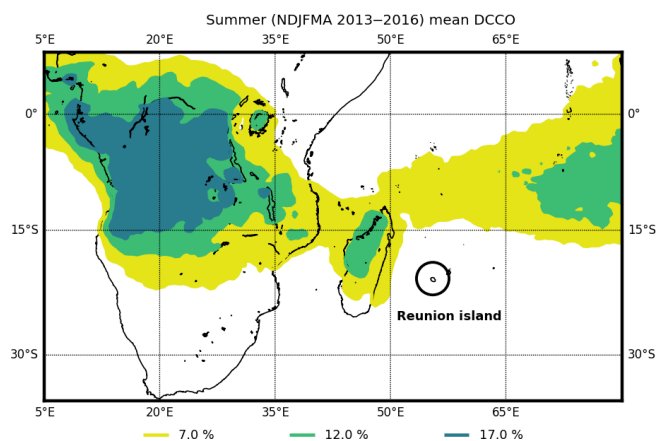 Summer (NDJFMA 2013−2016) mean DCCO
5°E 20°E 35°E 50°E 65°E
0° 0°
15°S 15°S
Reunion island
30°S 30°S
5°E 20°E 35°E 50°E 65°E
7.0 % 12.0 % 17.0 %